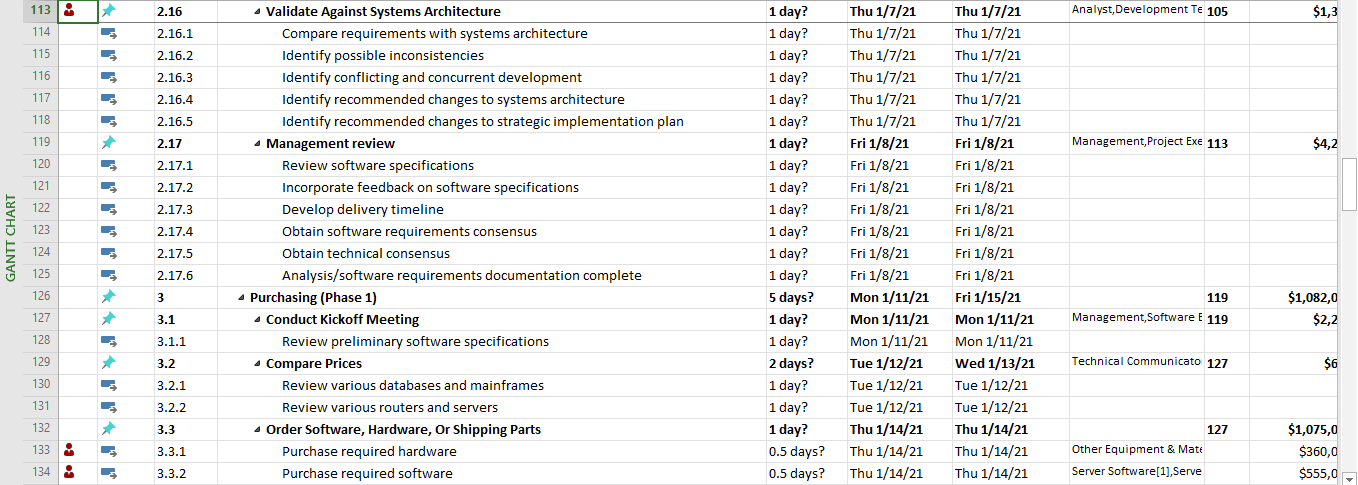 GANTT CHART
113 2.16 Validate Against Systems Architecture 1 day? Thu 1/7/21 Thu 1/7/21 Analyst,Development Te 105 $1,3
114 2.16.1 Compare requirements with systems architecture 1 day? Thu 1/7/21 Thu 1/7/21
115 2.16.2 Identify possible inconsistencies 1 day? Thu 1/7/21 Thu 1/7/21
116 2.16.3 Identify conflicting and concurrent development 1 day? Thu 1/7/21 Thu 1/7/21
117 2.16.4 Identify recommended changes to systems architecture 1 day? Thu 1/7/21 Thu 1/7/21
118 2.16.5 Identify recommended changes to strategic implementation plan 1 day? Thu 1/7/21 Thu 1/7/21
119 2.17 Management review 1 day? Fri 1/8/21 Fri 1/8/21 Management,Project Exe 113 $4,2
120 2.17.1 Review software specifications 1 day? Fri 1/8/21 Fri 1/8/21
121 2.17.2 Incorporate feedback on software specifications 1 day? Fri 1/8/21 Fri 1/8/21
122 2.17.3 Develop delivery timeline 1 day? Fri 1/8/21 Fri 1/8/21
123 2.17.4 Obtain software requirements consensus 1 day? Fri 1/8/21 Fri 1/8/21
124 2.17.5 Obtain technical consensus 1 day? Fri 1/8/21 Fri 1/8/21
125 2.17.6 Analysis/software requirements documentation complete 1 day? Fri 1/8/21 Fri 1/8/21
126 3 Purchasing (Phase 1) 5 days? Mon 1/11/21 Fri 1/15/21 119 $1,082,0
127 3.1 Conduct Kickoff Meeting 1 day? Mon 1/11/21 Mon 1/11/21 Management,Software E 119 $2,2
128 3.1.1 Review preliminary software specifications 1 day? Mon 1/11/21 Mon 1/11/21
129 3.2 Compare Prices 2 days? Tue 1/12/21 Wed 1/13/21 Technical Communicato 127 $6
130 3.2.1 Review various databases and mainframes 1 day? Tue 1/12/21 Tue 1/12/21
131 3.2.2 Review various routers and servers 1 day? Tue 1/12/21 Tue 1/12/21
132 3.3 Order Software, Hardware, Or Shipping Parts 1 day? Thu 1/14/21 Thu 1/14/21 127 $1,075,0
133 3.3.1 Purchase required hardware 0.5 days? Thu 1/14/21 Thu 1/14/21 Other Equipment & Mate $360,0
134 3.3.2 Purchase required software 0.5 days? Thu 1/14/21 Thu 1/14/21 Server Software[1],Serve $555,0